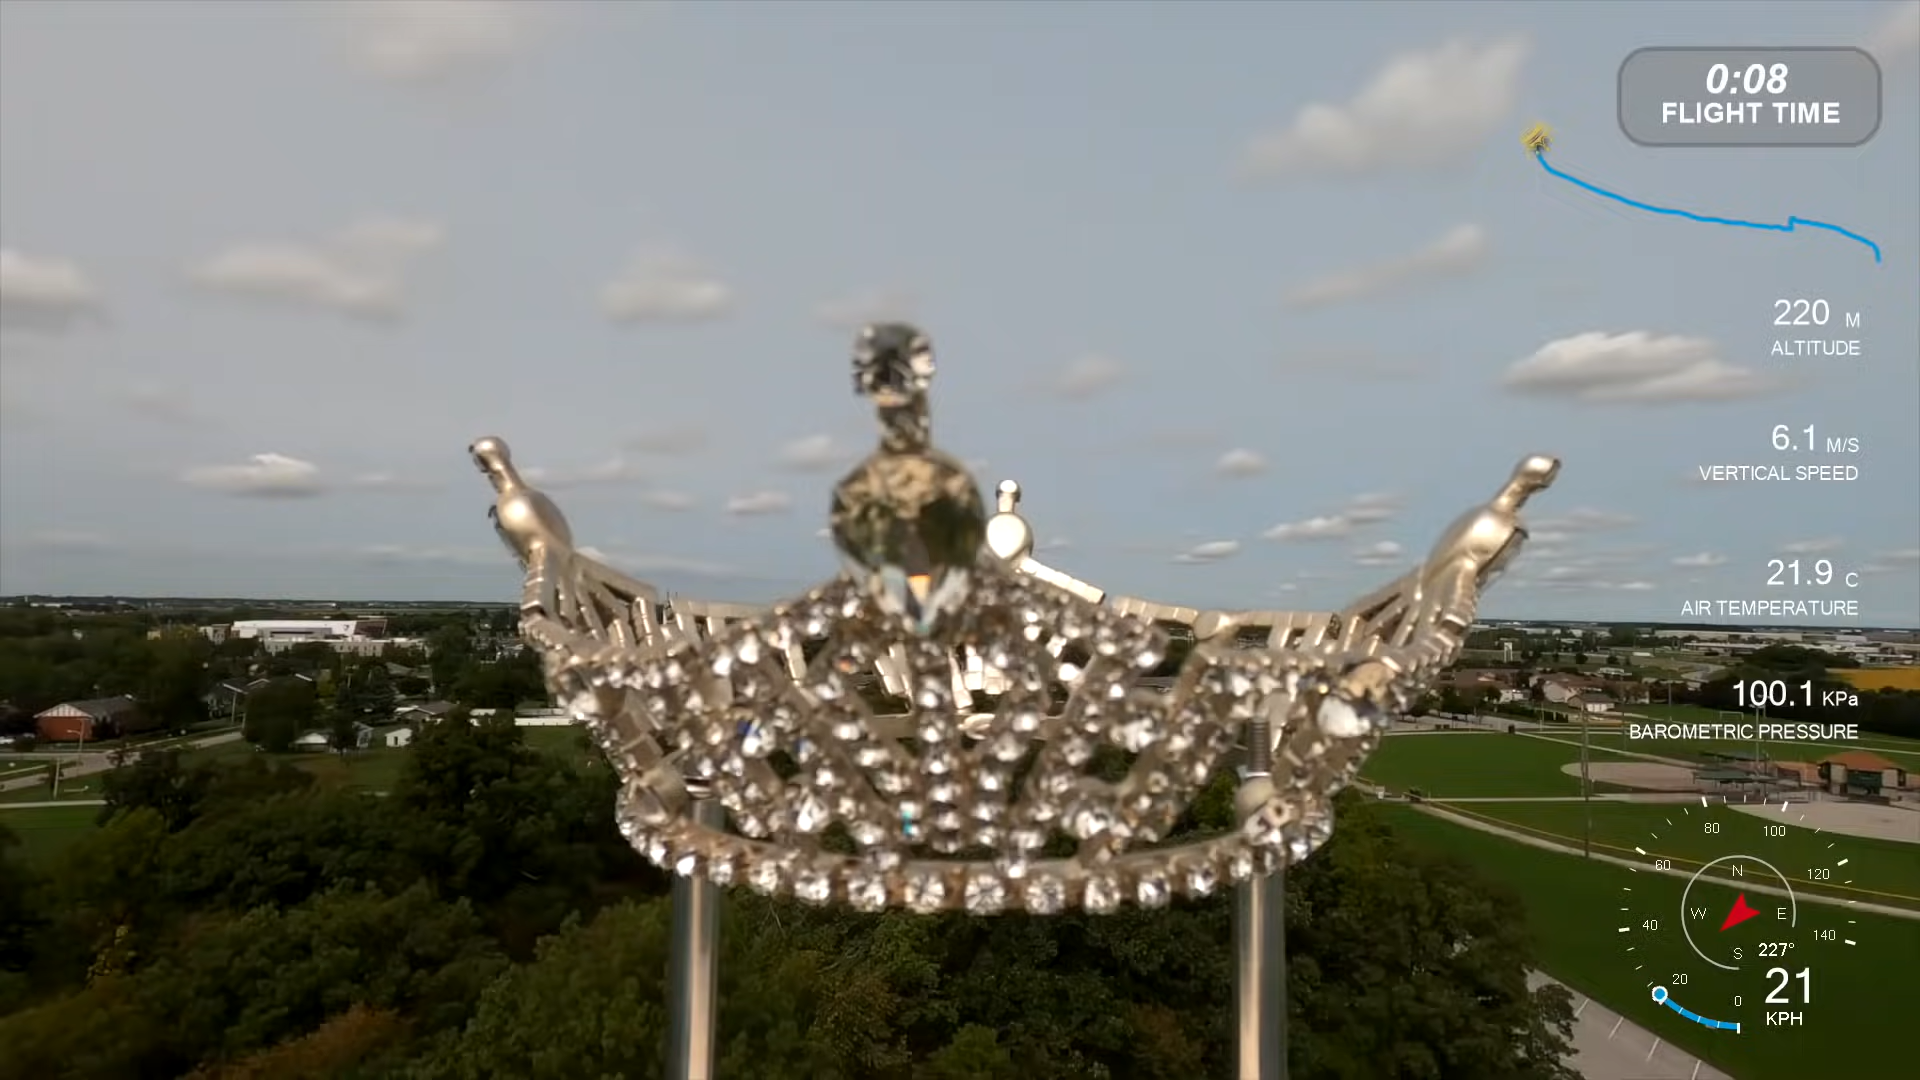 0:08
FLIGHT TIME
220 M
ALTITUDE
6.1 M/S
VERTICAL SPEED
21.9 C
AIR TEMPERATURE
100.1 KPa
BAROMETRIC PRESSURE
80 100
60 120
N
W E
40 140
S 227°
20 0 21
KPH